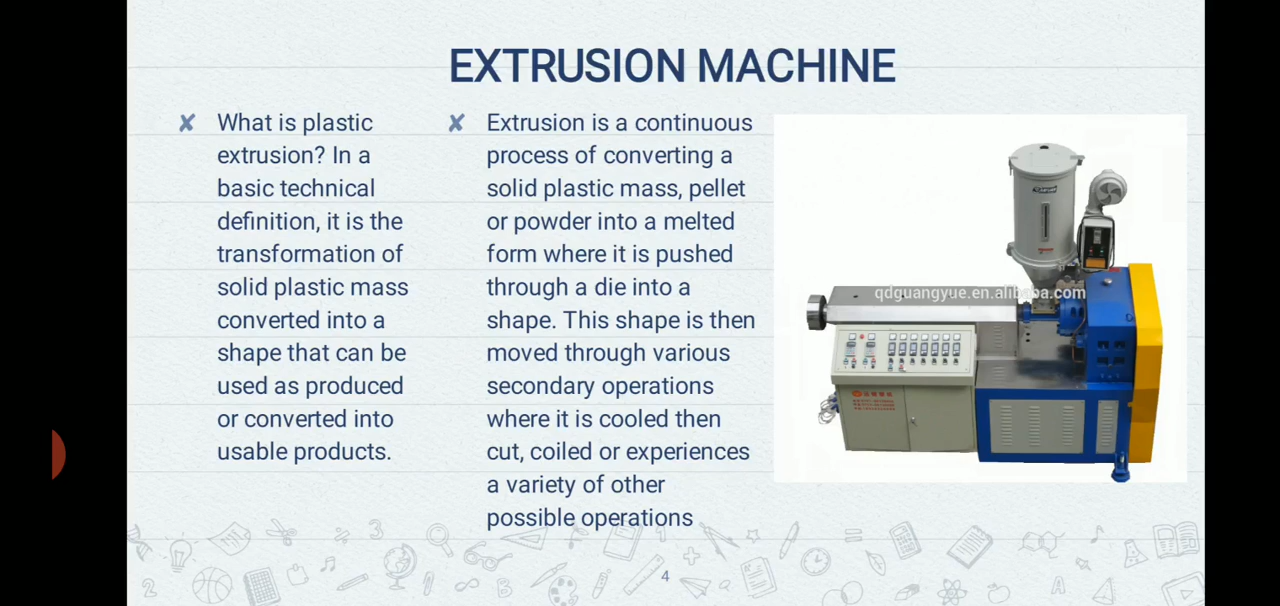 EXTRUSION MACHINE
✘ What is plastic
extrusion? In a
basic technical
definition, it is the
transformation of
solid plastic mass
converted into a
shape that can be
used as produced
or converted into
usable products.
✘ Extrusion is a continuous
process of converting a
solid plastic mass, pellet
or powder into a melted
form where it is pushed
through a die into a
shape. This shape is then
moved through various
secondary operations
where it is cooled then
cut, coiled or experiences
a variety of other
possible operations
qdguangyue.en.alibaba.com
4